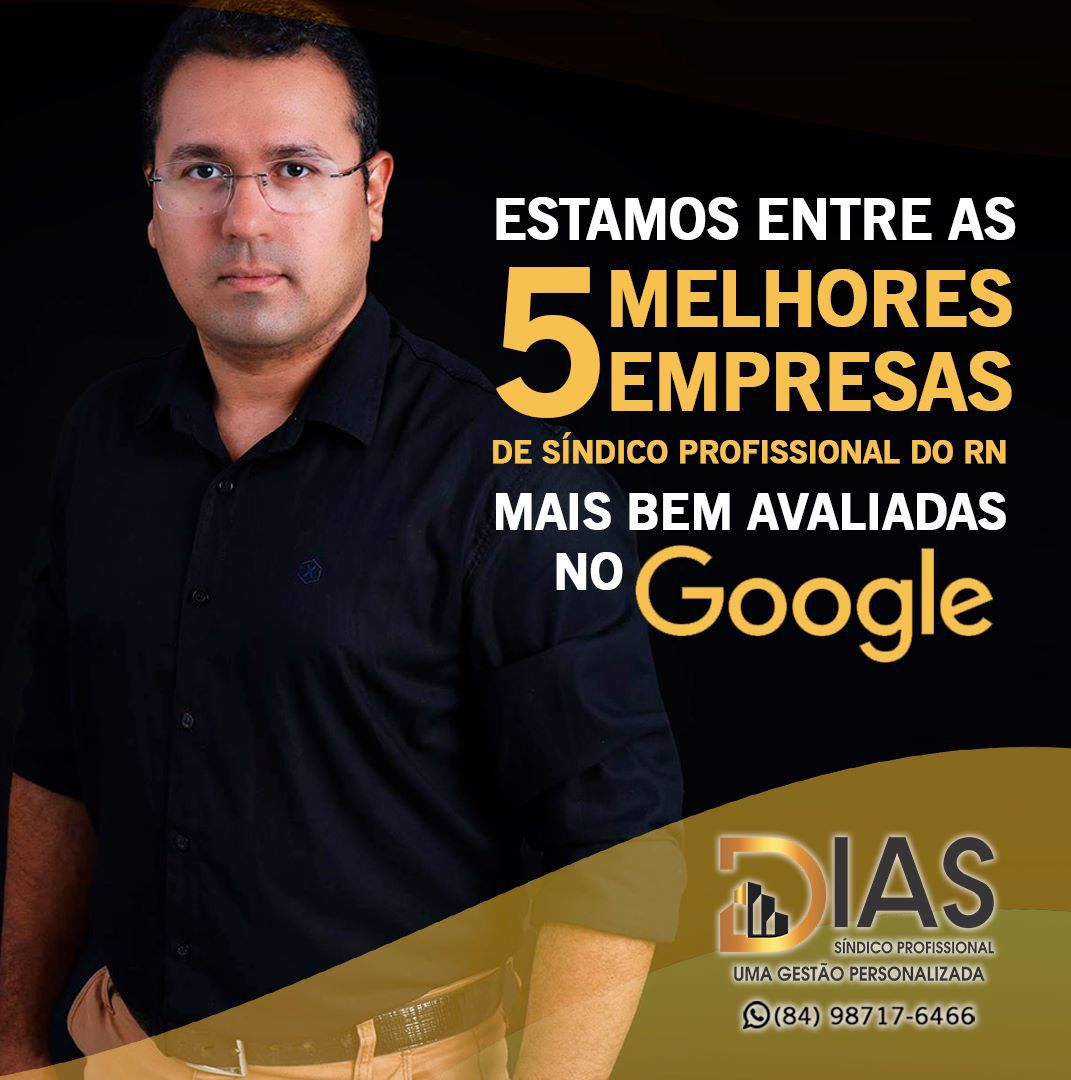 ESTAMOS ENTRE AS
5 MELHORES
EMPRESAS
DE SÍNDICO PROFISSIONAL DO RN
MAIS BEM AVALIADAS
NO Google
DIAS
SÍNDICO PROFISSIONAL
UMA GESTÃO PERSONALIZADA
(84) 98717-6466